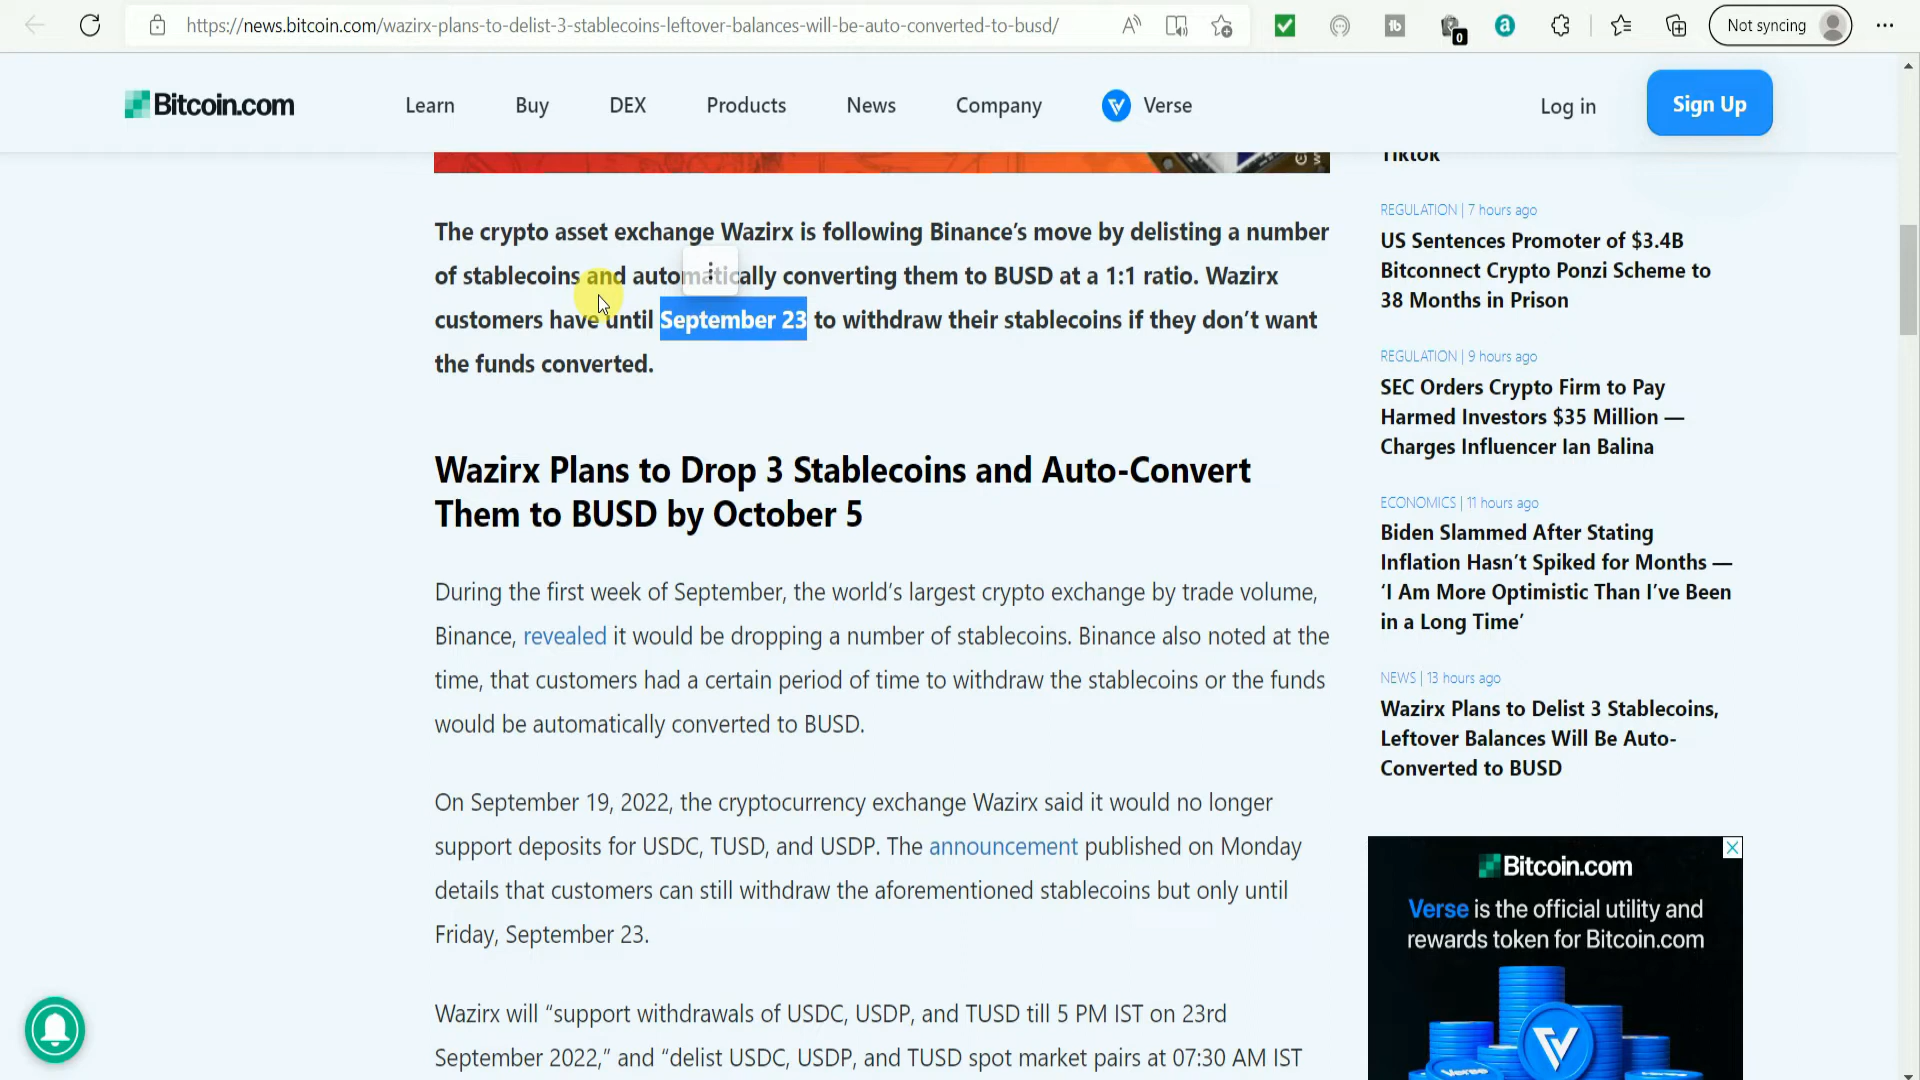 https://news.bitcoin.com/wazirx-plans-to-delist-3-stablecoins-leftover-balances-will-be-auto-converted-to-busd/
Not syncing
0
Bitcoin.com
Learn
Buy
DEX
Products
News
Company
Verse
Log in
Sign Up
The crypto asset exchange Wazirx is following Binance’s move by delisting a number
of stablecoins and automatically converting them to BUSD at a 1:1 ratio. Wazirx
customers have until September 23 to withdraw their stablecoins if they don’t want
the funds converted.
Wazirx Plans to Drop 3 Stablecoins and Auto-Convert
Them to BUSD by October 5
During the first week of September, the world’s largest crypto exchange by trade volume,
Binance, revealed it would be dropping a number of stablecoins. Binance also noted at the
time, that customers had a certain period of time to withdraw the stablecoins or the funds
would be automatically converted to BUSD.
On September 19, 2022, the cryptocurrency exchange Wazirx said it would no longer
support deposits for USDC, TUSD, and USDP. The announcement published on Monday
details that customers can still withdraw the aforementioned stablecoins but only until
Friday, September 23.
Wazirx will “support withdrawals of USDC, USDP, and TUSD till 5 PM IST on 23rd
September 2022,” and “delist USDC, USDP, and TUSD spot market pairs at 07:30 AM IST
Tiktok
REGULATION | 7 hours ago
US Sentences Promoter of $3.4B
Bitconnect Crypto Ponzi Scheme to
38 Months in Prison
REGULATION | 9 hours ago
SEC Orders Crypto Firm to Pay
Harmed Investors $35 Million —
Charges Influencer Ian Balina
ECONOMICS | 11 hours ago
Biden Slammed After Stating
Inflation Hasn’t Spiked for Months —
‘I Am More Optimistic Than I’ve Been
in a Long Time’
NEWS | 13 hours ago
Wazirx Plans to Delist 3 Stablecoins,
Leftover Balances Will Be Auto-
Converted to BUSD
Bitcoin.com
Verse is the official utility and
rewards token for Bitcoin.com